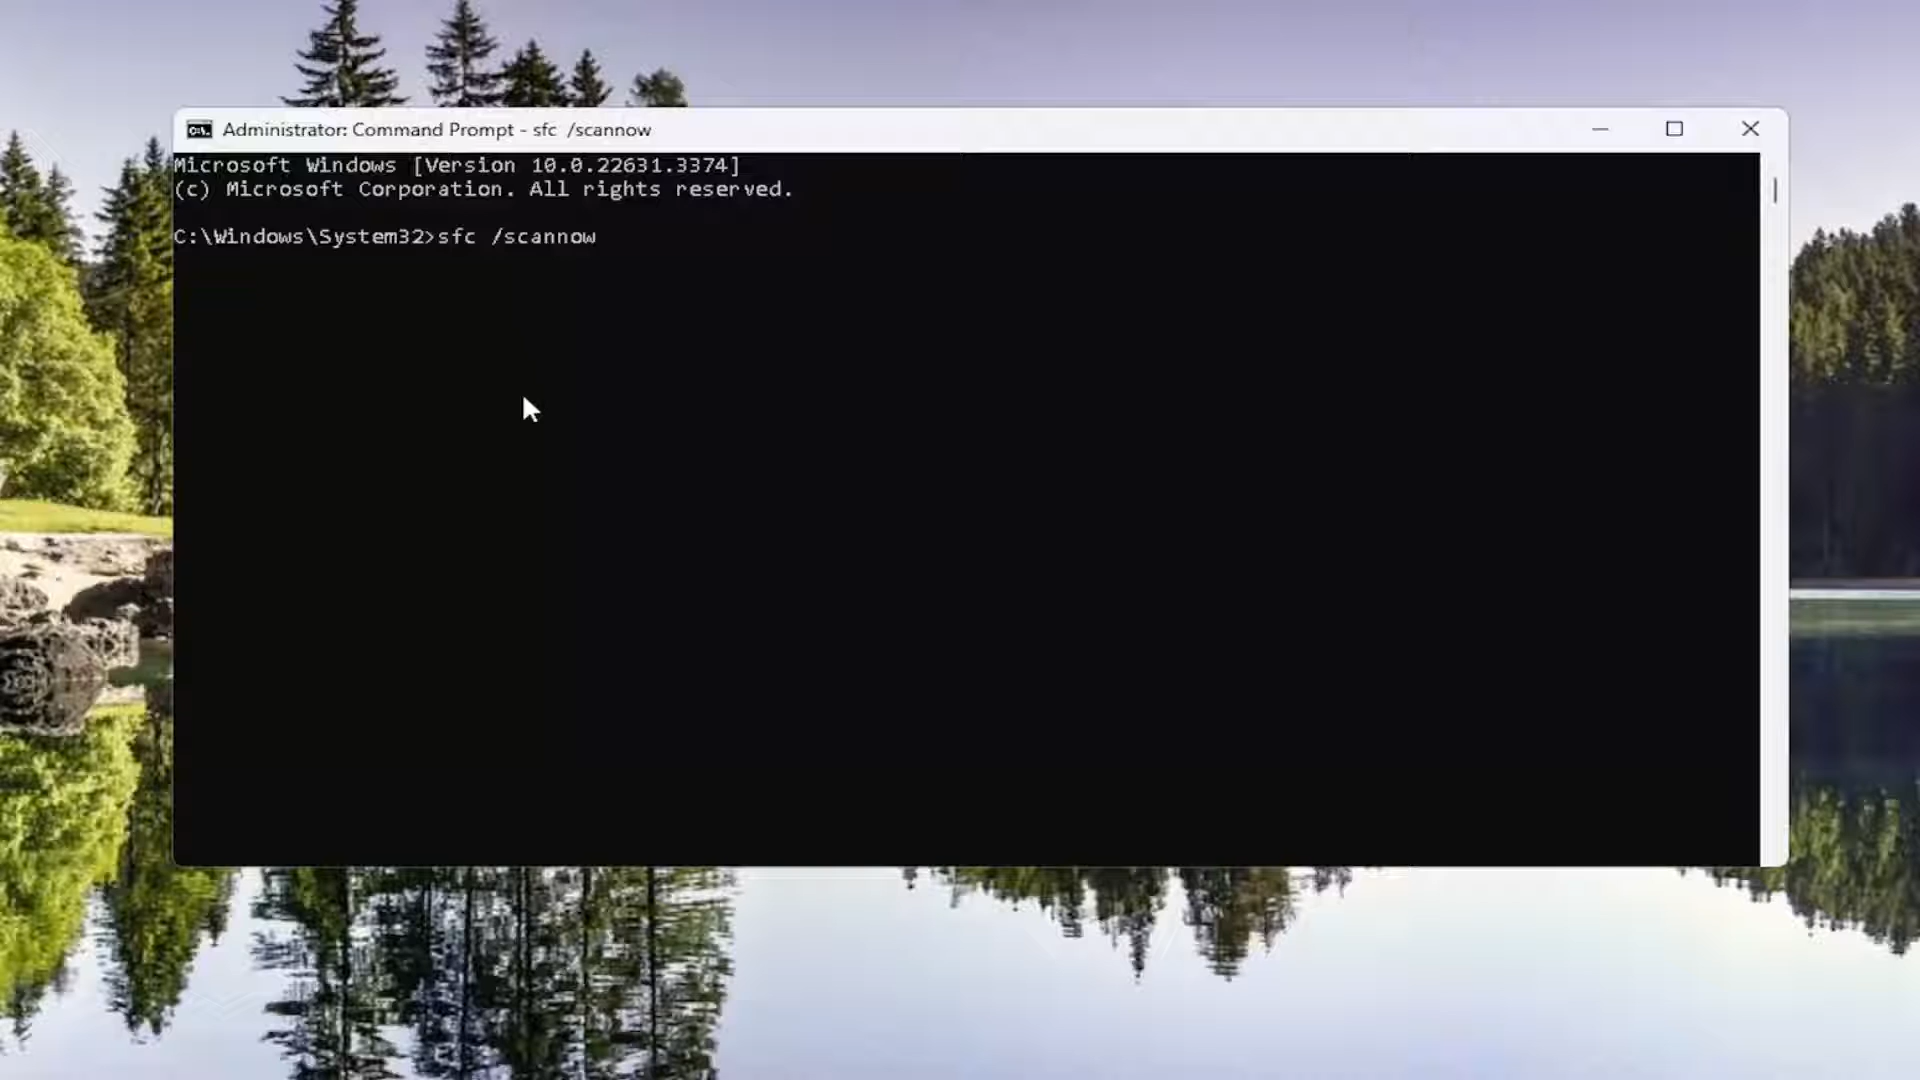 Administrator: Command Prompt - sfc  /scannow
Microsoft Windows [Version 10.0.22631.3374]
(c) Microsoft Corporation. All rights reserved.
C:\Windows\System32>sfc /scannow